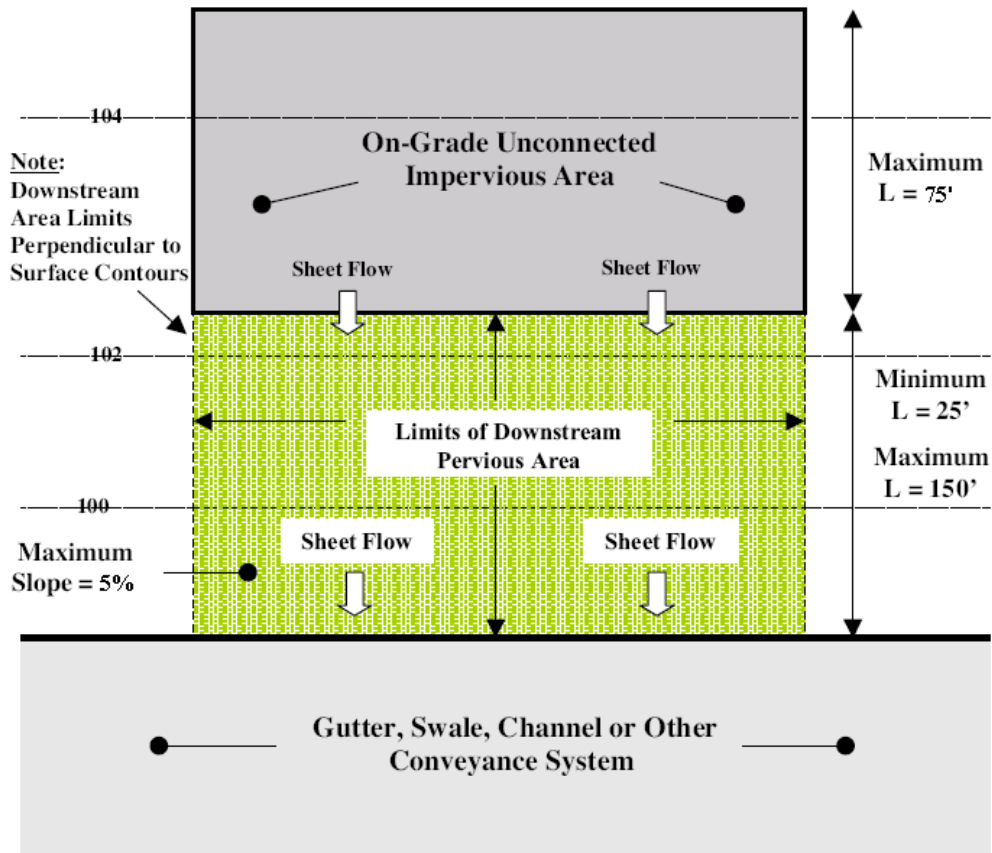 104
On-Grade Unconnected
Impervious Area
Note:
Downstream
Area Limits
Perpendicular to
Surface Contours
Maximum
L = 75'
Sheet Flow
Sheet Flow
102
Minimum
L = 25’
Limits of Downstream
Pervious Area
Maximum
L = 150’
100
Sheet Flow
Sheet Flow
Maximum
Slope = 5%
Gutter, Swale, Channel or Other
Conveyance System